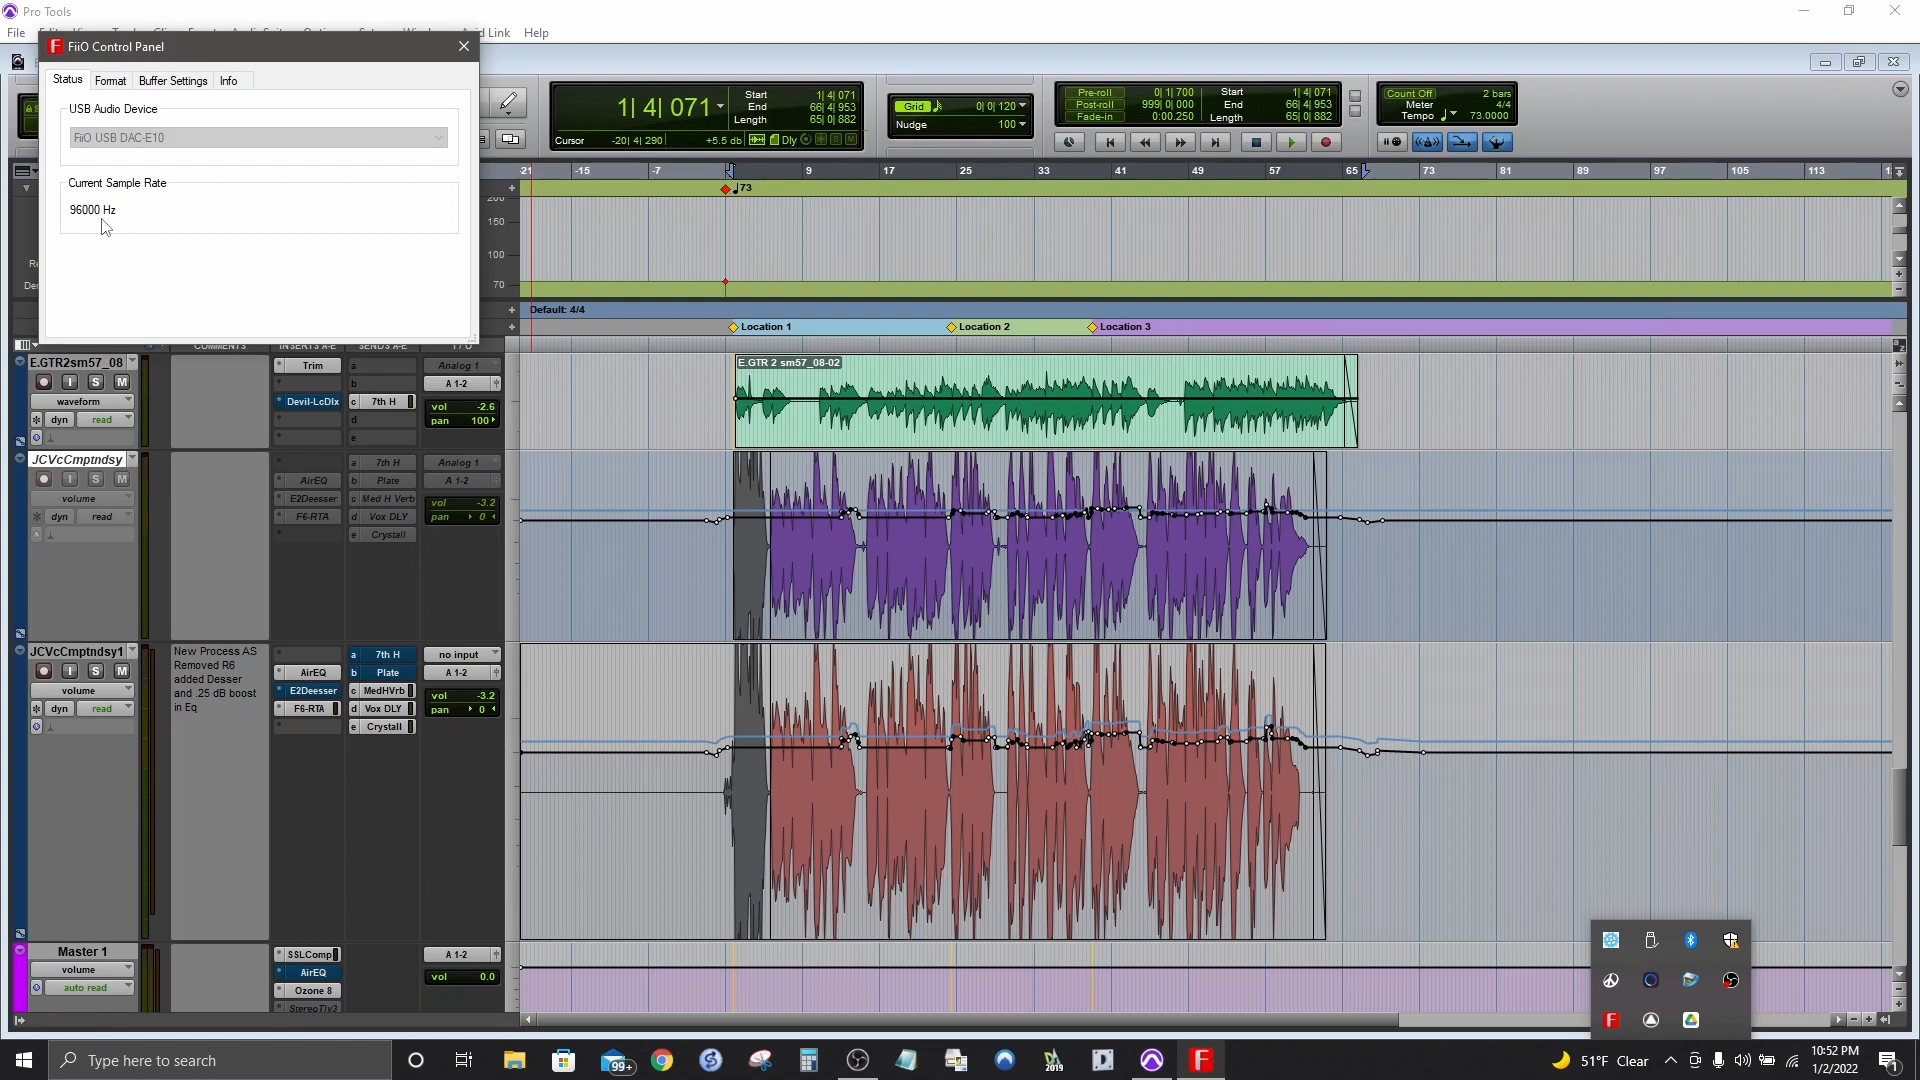 Pro Tools
File
Link
Help
FiiO Control Panel
Status
Format
Buffer Settings
Info
USB Audio Device
FiiO USB DAC-E10
Current Sample Rate
96000 Hz
1| 4| 071
Start 1| 4| 071
End 66| 4| 953
Length 65| 0| 882
Cursor -20| 4| 290 +5.5 db
Dly
Grid 0| 0| 120
Nudge 100
Pre-roll 0| 1| 700
Post-roll 999| 0| 000
Fade-in 0:00.250
Start 1| 4| 071
End 66| 4| 953
Length 65| 0| 882
Count Off 2 bars
Meter 4/4
Tempo 73.0000
-15 -7 9 17 25 33 41 49 57 65 73 81 89 97 105 113
73
200
150
100
70
Default: 4/4
Location 1
Location 2
Location 3
COMMENTS INSERTS A-E SENDS A-E I / O
E.GTR2sm57_08
I S M
waveform
dyn read
Trim
Devil-LcDlx
a
b
c 7th H
d
e
Analog 1
A 1-2
vol -2.6
pan 100
E.GTR 2 sm57_08-02
JCVcCmptndsy
I S M
volume
dyn read
AirEQ
E2Deesser
F6-RTA
a 7th H
b Plate
c Med H Verb
d Vox DLY
e Crystall
Analog 1
A 1-2
vol -3.2
pan 0
JCVcCmptndsy1
I S M
volume
dyn read
New Process AS
Removed R6
added Desser
and .25 dB boost
in Eq
AirEQ
E2Deesser
F6-RTA
a 7th H
b Plate
c MedHVrb
d Vox DLY
e Crystall
no input
A 1-2
vol -3.2
pan 0
Master 1
volume
auto read
SSLComp
AirEQ
Ozone 8
A 1-2
vol 0.0
Type here to search
99+
2019
51°F Clear
10:52 PM
1/2/2022
1